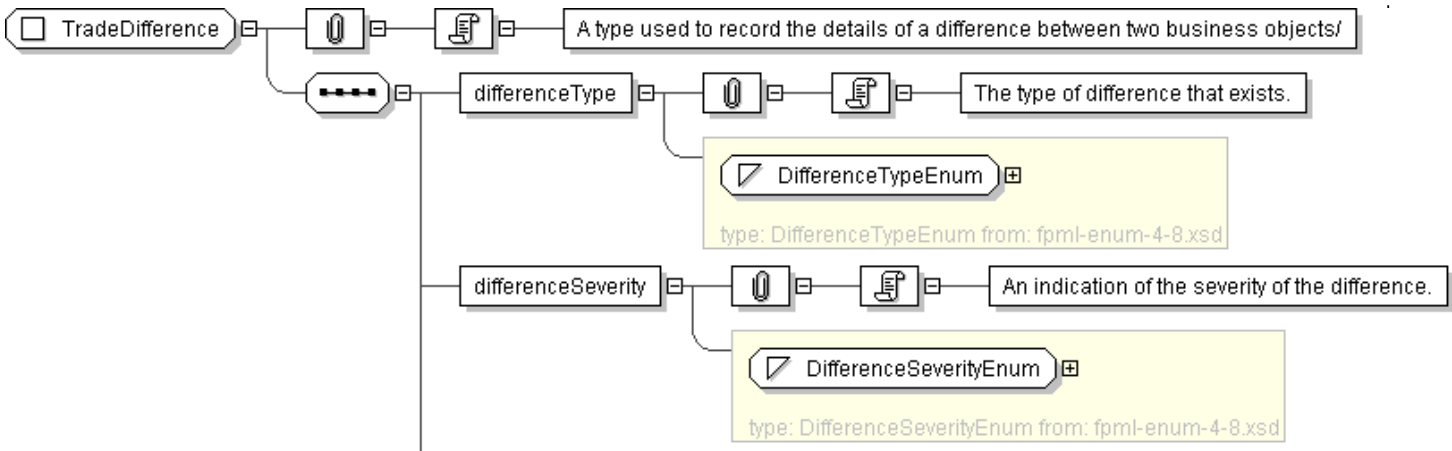 TradeDifference
A type used to record the details of a difference between two business objects/
differenceType
The type of difference that exists.
DifferenceTypeEnum
type: DifferenceTypeEnum from: fpml-enum-4-8.xsd
differenceSeverity
An indication of the severity of the difference.
DifferenceSeverityEnum
type: DifferenceSeverityEnum from: fpml-enum-4-8.xsd